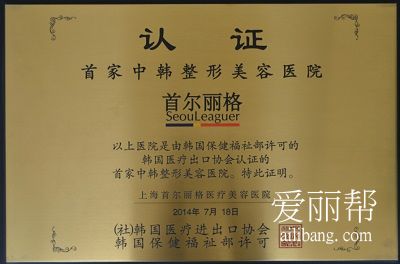 认 证
首家中韩整形美容医院
首尔丽格
SeouLeaguer
以上医院是由韩国保健福祉部许可的
韩国医疗出口协会认证的
首家中韩整形美容医院。特此证明。
上海首尔丽格医疗美容医院
2014年 7月 18日
(社)韩国医疗进出口协会
韩国保健福祉部许可
爱丽帮
ailibang.com